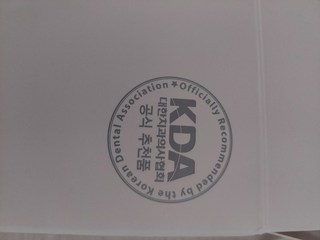 Officially Recommended by the Korean Dental Association ★
KDA
대한치과의사협회
공식 추천품